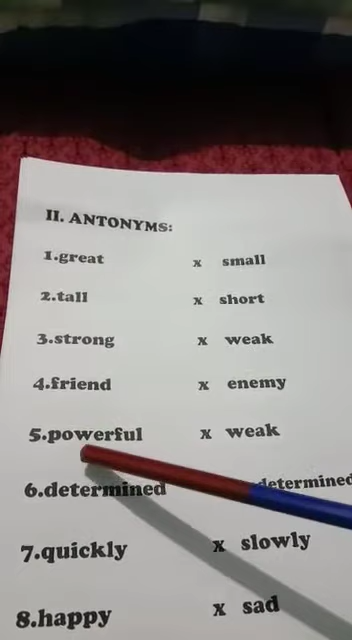 II. ANTONYMS:
1.great x small
2.tall x short
3.strong x weak
4.friend x enemy
5.powerful x weak
6.determined determined
7.quickly x slowly
8.happy x sad